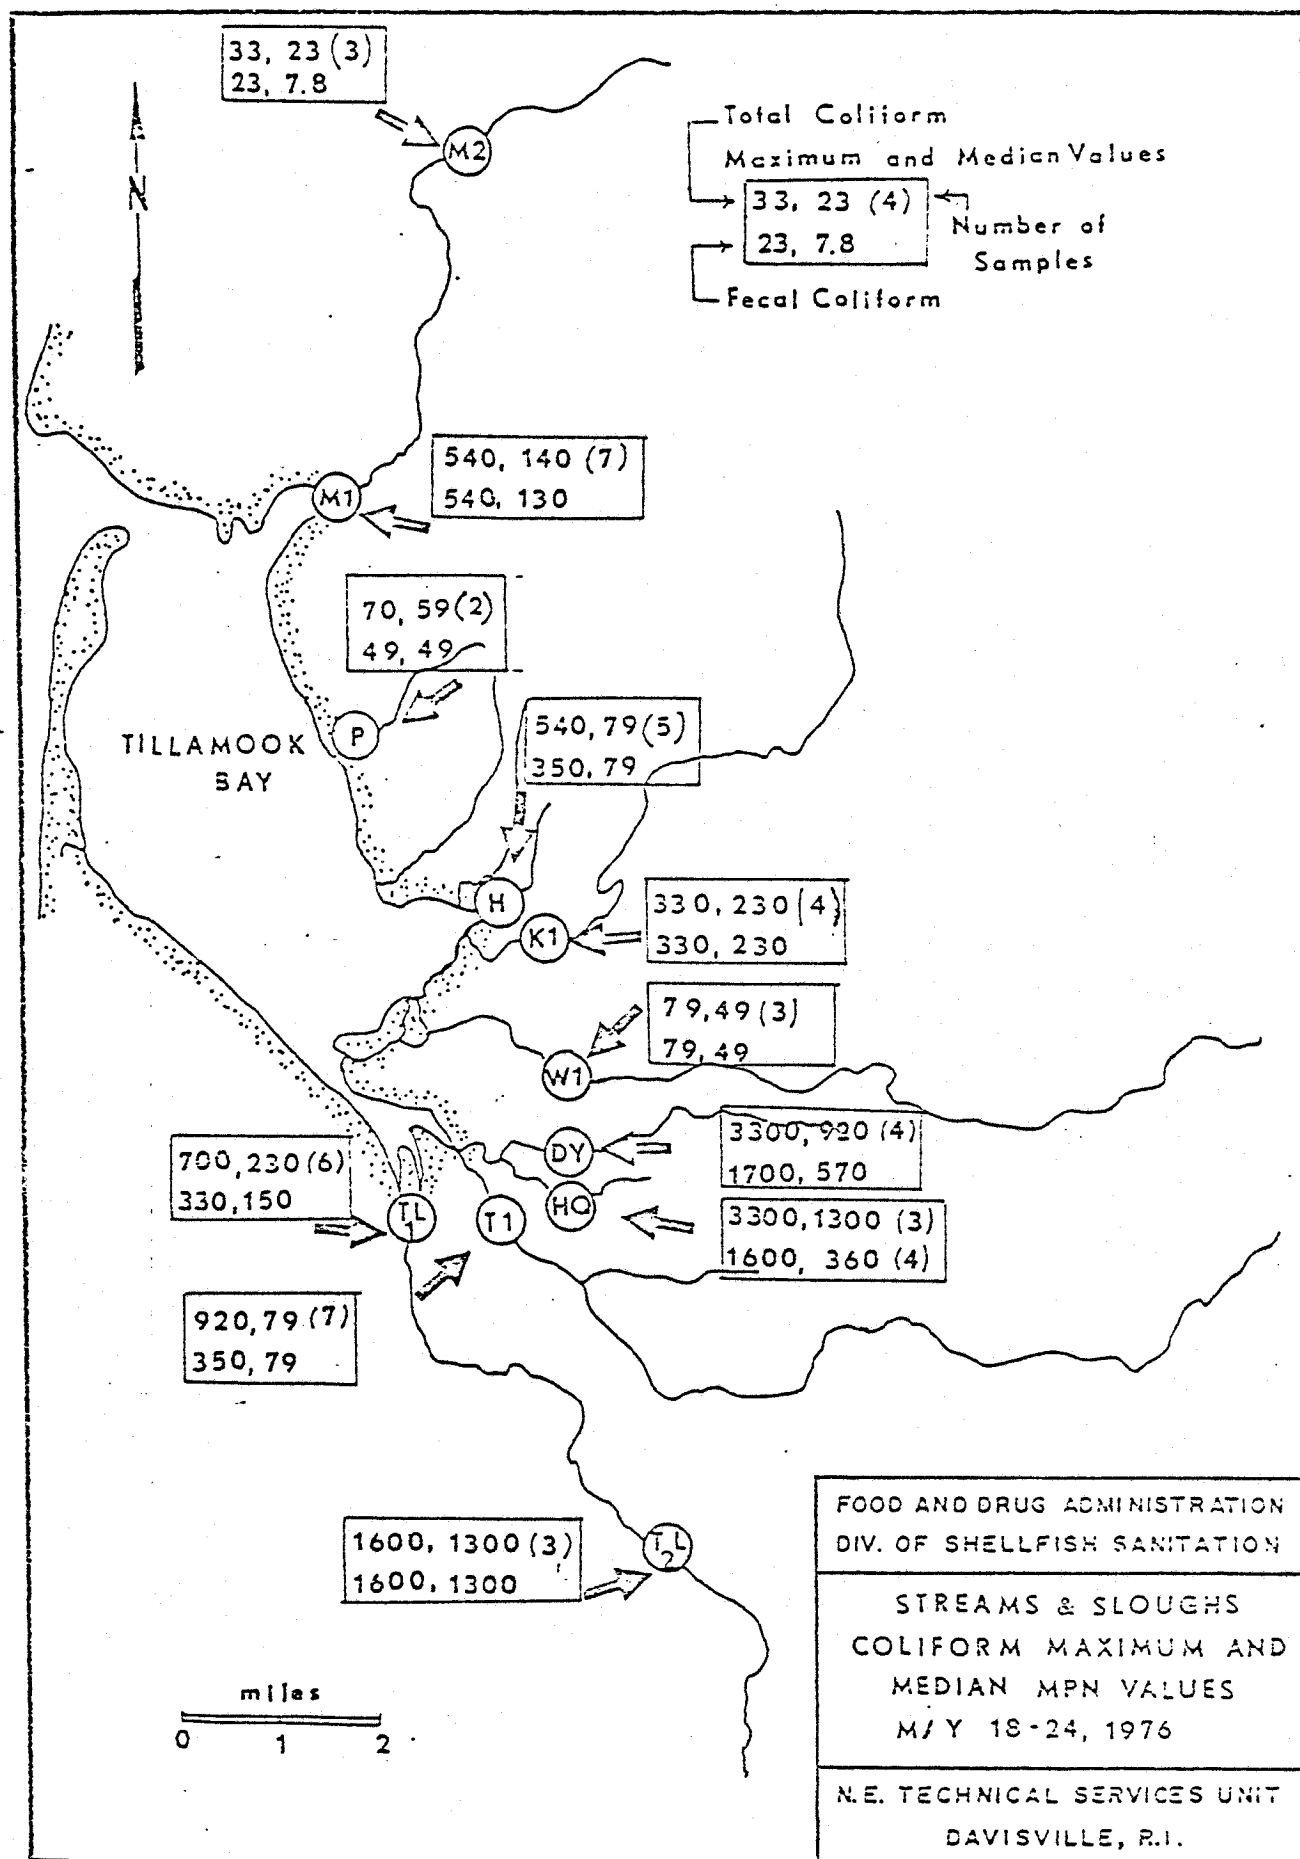 33, 23 (3)
23, 7.8
M2
N
Total Coliform
Maximum and Median Values
33, 23 (4)
23, 7.8
Number of
Samples
Fecal Coliform
540, 140 (7)
540, 130
M1
70, 59 (2)
49, 49
P
TILLAMOOK
BAY
540, 79 (5)
350, 79
H
330, 230 (4)
330, 230
K1
79, 49 (3)
79, 49
W1
3300, 920 (4)
1700, 570
DY
700, 230 (6)
330, 150
TL
1
T1
HQ
3300, 1300 (3)
1600, 360 (4)
920, 79 (7)
350, 79
1600, 1300 (3)
1600, 1300
TL
2
miles
0 1 2
FOOD AND DRUG ADMINISTRATION
DIV. OF SHELLFISH SANITATION
STREAMS & SLOUGHS
COLIFORM MAXIMUM AND
MEDIAN MPN VALUES
MAY 18-24, 1976
N.E. TECHNICAL SERVICES UNIT
DAVISVILLE, R.I.